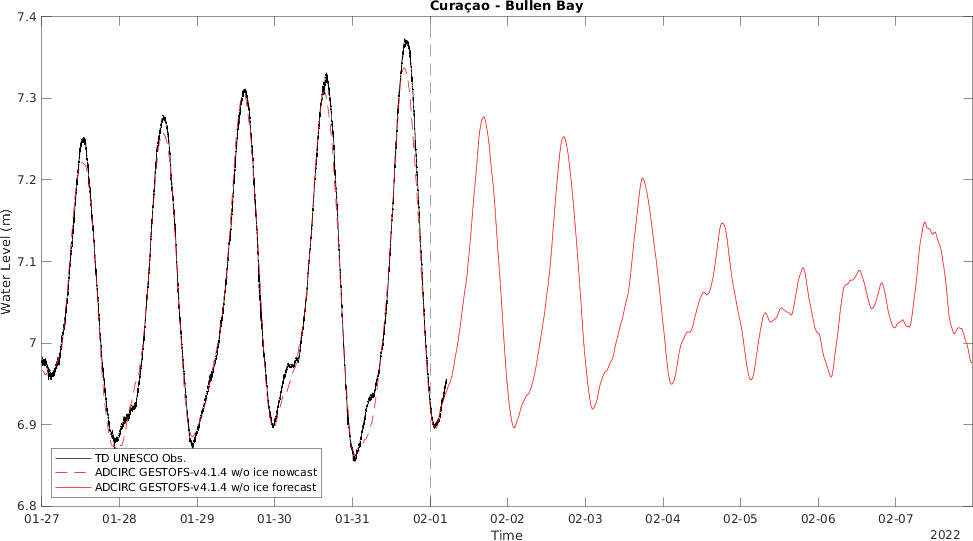 Curaçao - Bullen Bay
Water Level (m)
7.4
7.3
7.2
7.1
7
6.9
6.8
TD UNESCO Obs.
ADCIRC GESTOFS-v4.1.4 w/o ice nowcast
ADCIRC GESTOFS-v4.1.4 w/o ice forecast
01-27 01-28 01-29 01-30 01-31 02-01 02-02 02-03 02-04 02-05 02-06 02-07
Time
2022